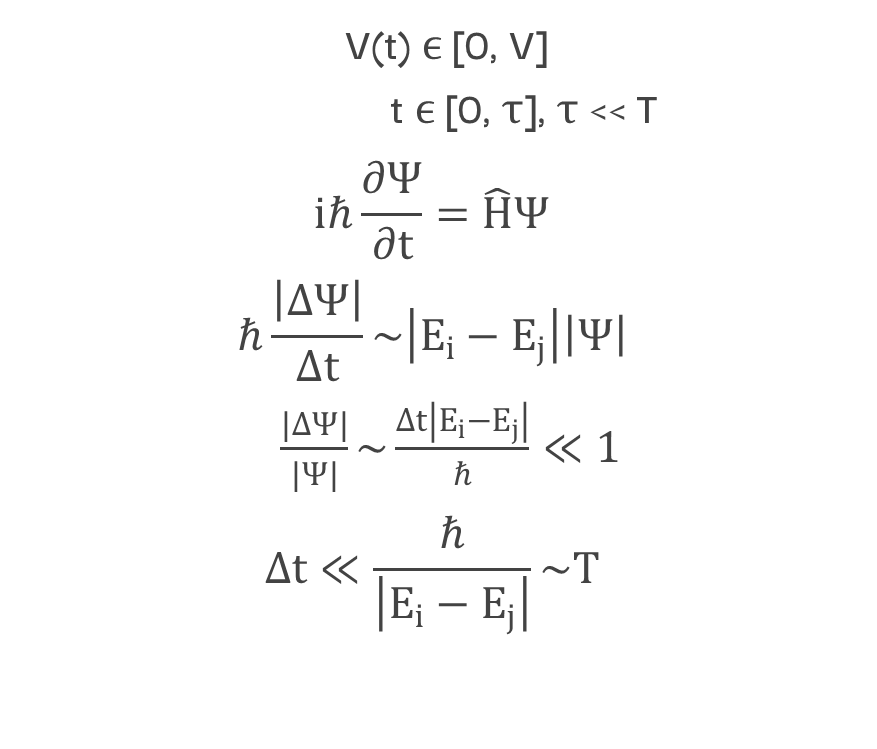 V(t) ϵ [0, V]
t ϵ [0, τ], τ << T
iℏ ∂Ψ/∂t = ĤΨ
ℏ |ΔΨ|/Δt ~ |Eᵢ − Eⱼ||Ψ|
|ΔΨ|/|Ψ| ~ Δt|Eᵢ−Eⱼ|/ℏ ≪ 1
Δt ≪ ℏ/|Eᵢ − Eⱼ| ~T